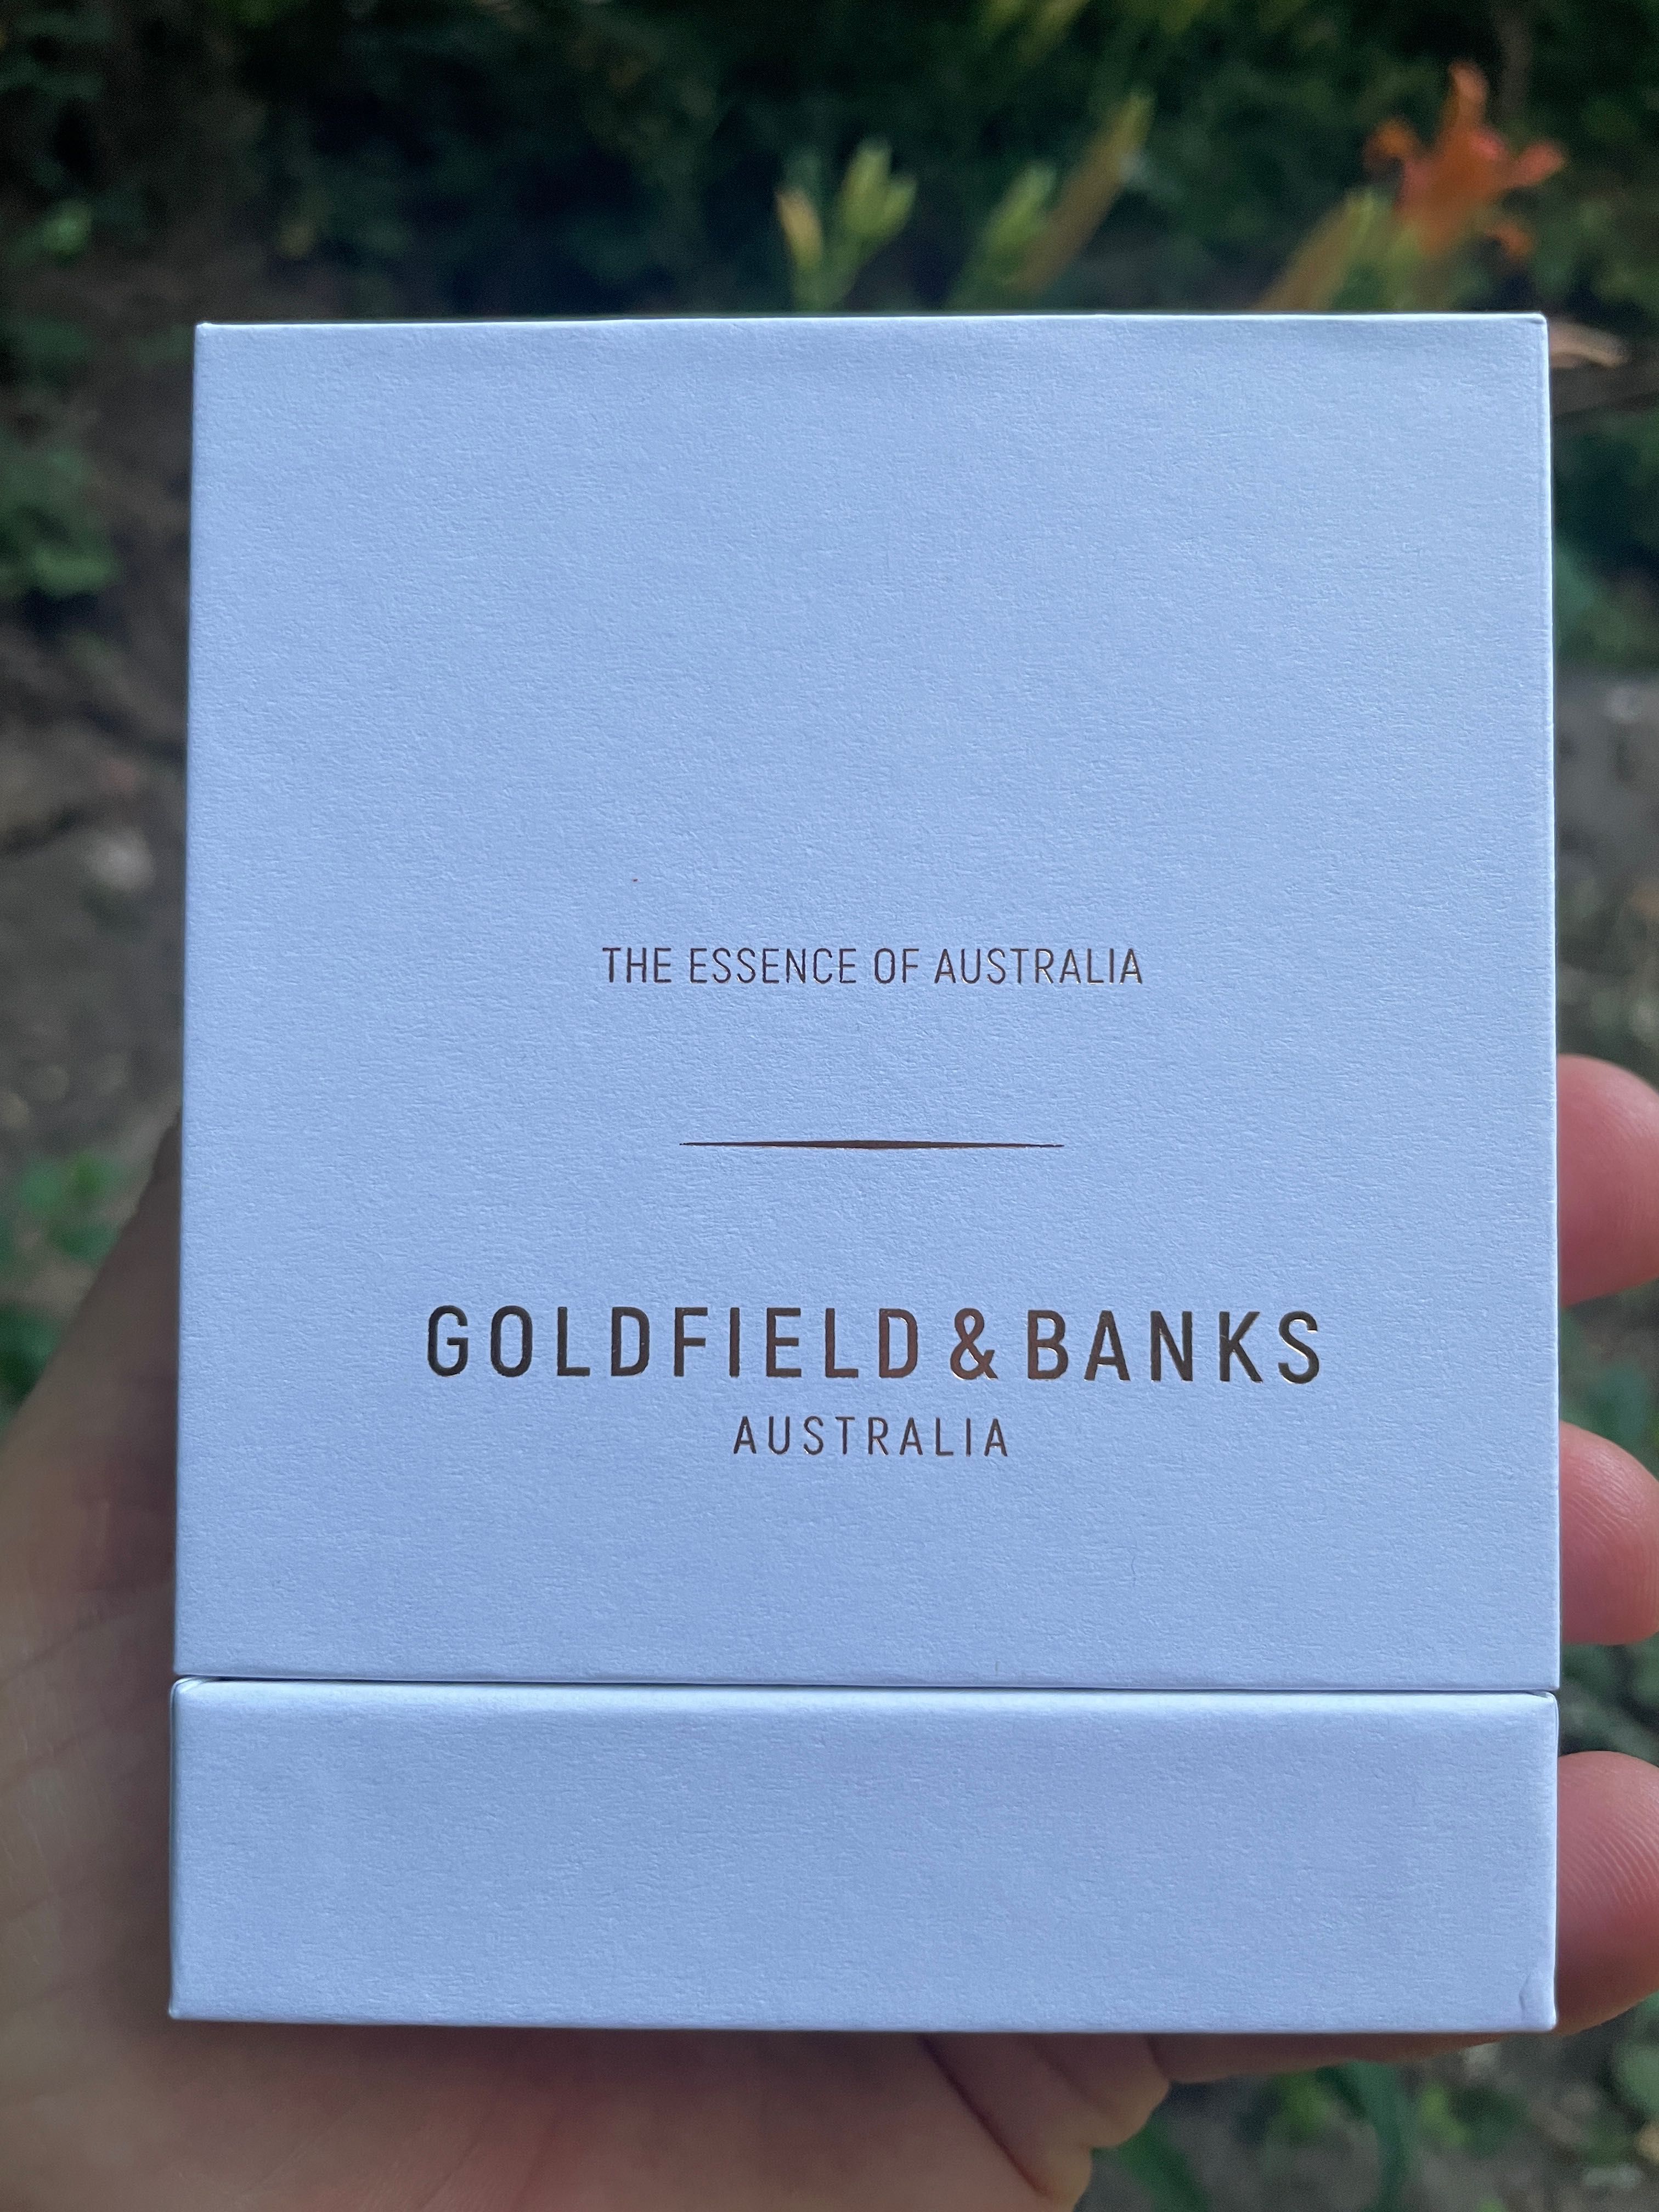 THE ESSENCE OF AUSTRALIA
GOLDFIELD & BANKS
AUSTRALIA